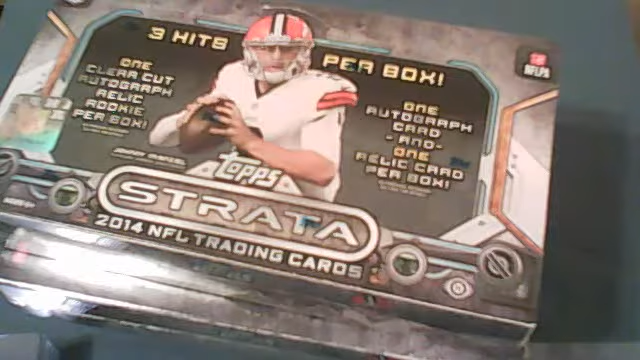 3 HITS PER BOX!
ONE
CLEAR CUT
AUTOGRAPH
RELIC
ROOKIE
PER BOX!
ONE
AUTOGRAPH
CARD
-AND-
ONE
RELIC CARD
PER BOX!
NFLPA
TOPPS
STRATA
2014 NFL TRADING CARDS